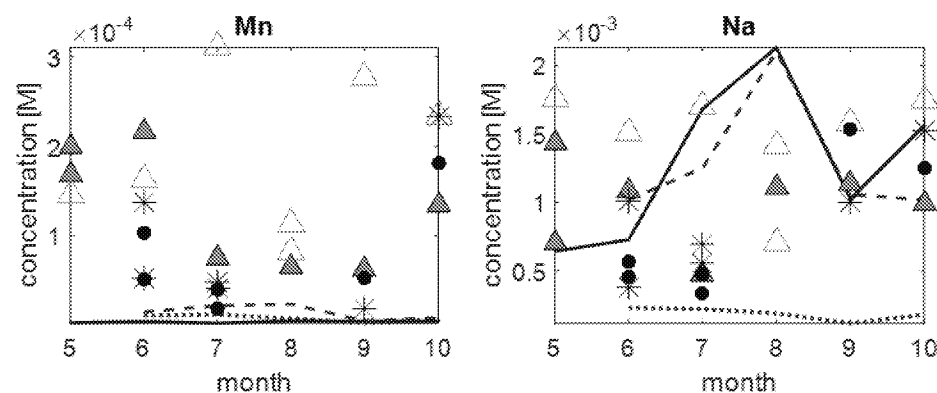 Mn
×10⁻⁴
3
2
1
concentration [M]
5 6 7 8 9 10
month
Na
×10⁻³
2
1.5
1
0.5
concentration [M]
5 6 7 8 9 10
month